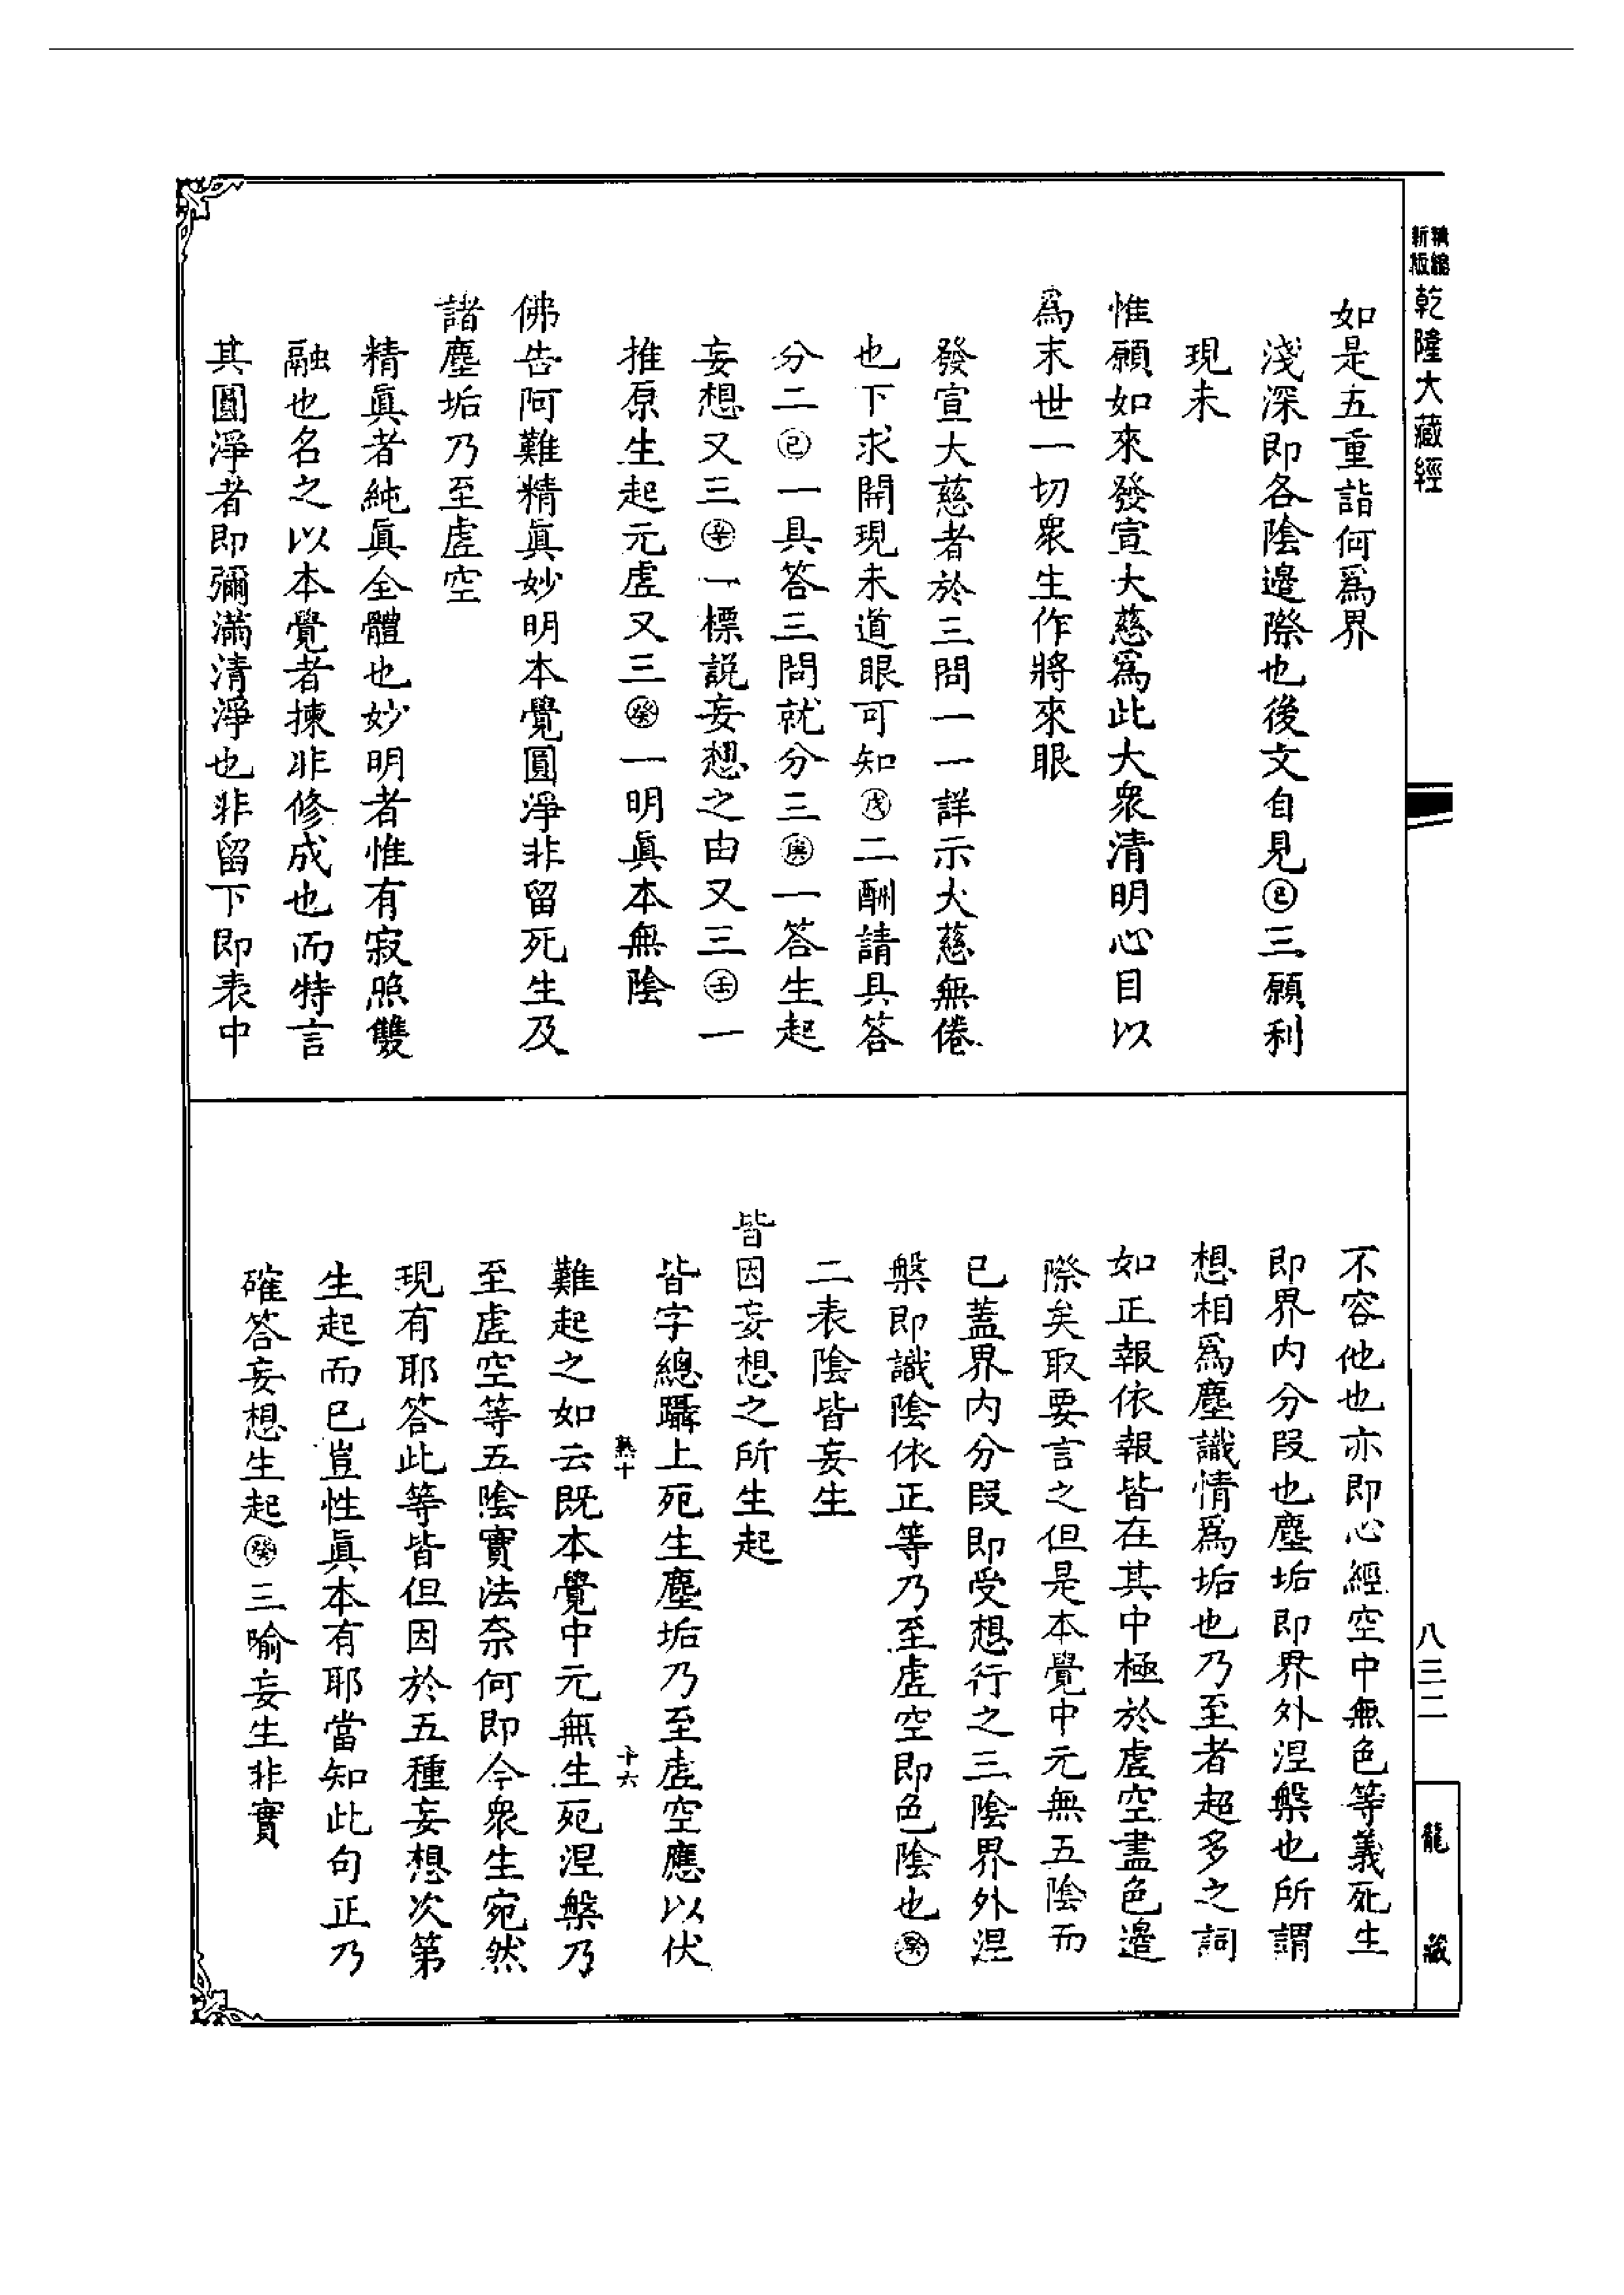 精縮新版
乾隆大藏經
如是五重詣何爲界
淺深即各陰邊際也後文自見㊁三願利
現未
惟願如來發宣大慈爲此大衆清明心目以
爲末世一切衆生作將來眼
發宣大慈者於三問一一詳示大慈無倦
也下求開現未道眼可知戊二酬請具答
分二己一具答三問就分三庚一答生起
妄想又三辛一標說妄想之由又三壬一
推原生起元虛又三癸一明眞本無陰
佛告阿難精眞妙明本覺圓淨非留死生及
諸塵垢乃至虛空
精眞者純眞全體也妙明者惟有寂照雙
融也名之以本覺者揀非修成也而特言
其圓淨者即彌滿清淨也非留下即表中
不容他也亦即心經空中無色等義死生
即界内分段也塵垢即界外涅槃也所謂
想相爲塵識情爲垢也乃至者超多之詞
如正報依報皆在其中極於虛空盡色邊
際矣取要言之但是本覺中元無五陰而
已蓋界内分段即受想行之三陰界外涅
槃即識陰依正等乃至虛空即色陰也癸
二表陰皆妄生
皆因妄想之所生起
皆字總躡上死生塵垢乃至虛空應以伏
熱十
十六
難起之如云既本覺中元無生死涅槃乃
至虛空等五陰實法奈何即今衆生宛然
現有耶答此等皆但因於五種妄想次第
生起而已豈性眞本有耶當知此句正乃
確答妄想生起癸三喻妄生非實
八三二
龍藏